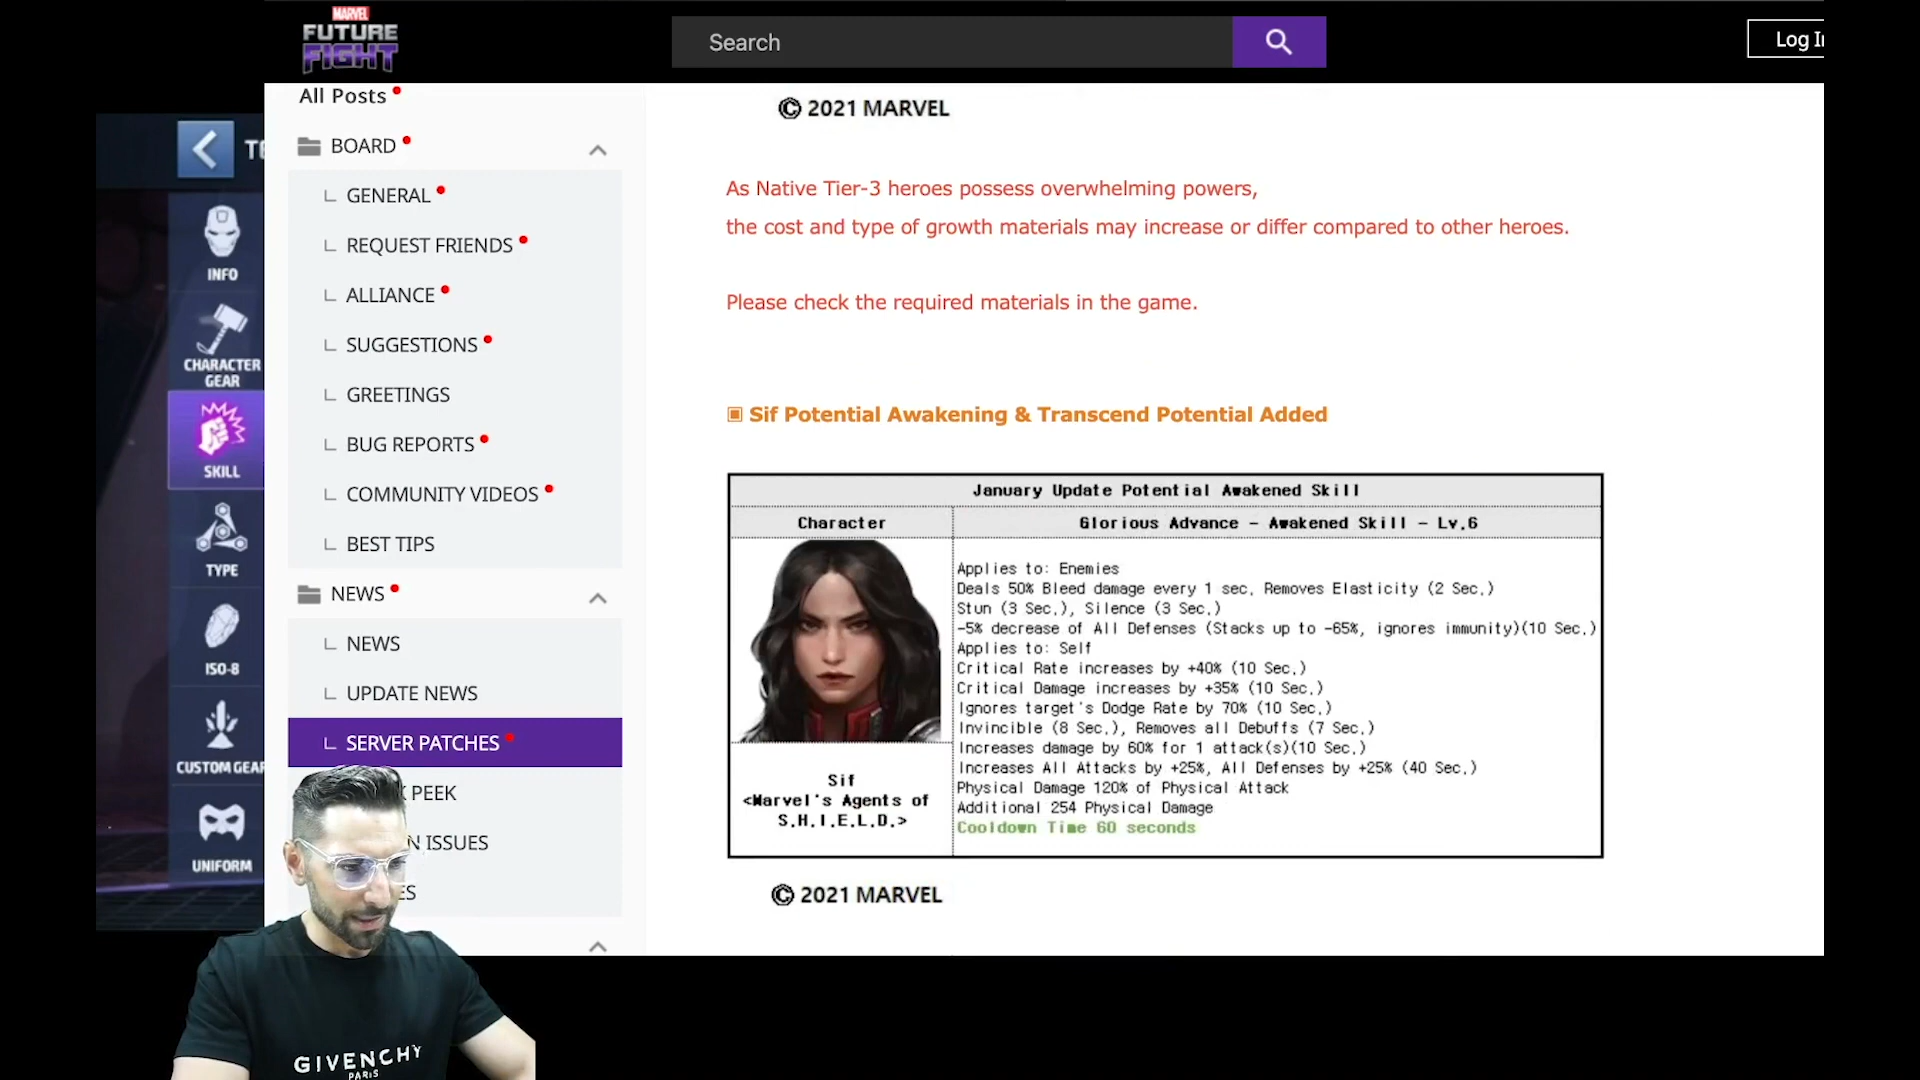 MARVEL
FUTURE
FIGHT
Search
All Posts
BOARD
GENERAL
REQUEST FRIENDS
ALLIANCE
SUGGESTIONS
GREETINGS
BUG REPORTS
COMMUNITY VIDEOS
BEST TIPS
NEWS
NEWS
UPDATE NEWS
SERVER PATCHES
PEEK
ISSUES
INFO
CHARACTER
GEAR
SKILL
TYPE
ISO-8
CUSTOM GEAR
UNIFORM
© 2021 MARVEL
As Native Tier-3 heroes possess overwhelming powers,
the cost and type of growth materials may increase or differ compared to other heroes.
Please check the required materials in the game.
▣ Sif Potential Awakening & Transcend Potential Added
January Update Potential Awakened Skill
Character
Glorious Advance - Awakened Skill - Lv.6
Applies to: Enemies
Deals 50% Bleed damage every 1 sec. Removes Elasticity (2 Sec.)
Stun (3 Sec.), Silence (3 Sec.)
-5% decrease of All Defenses (Stacks up to -65%, ignores immunity)(10 Sec.)
Applies to: Self
Critical Rate increases by +40% (10 Sec.)
Critical Damage increases by +35% (10 Sec.)
Ignores target's Dodge Rate by 70% (10 Sec.)
Invincible (8 Sec.), Removes all Debuffs (7 Sec.)
Increases damage by 60% for 1 attack(s)(10 Sec.)
Increases All Attacks by +25%, All Defenses by +25% (40 Sec.)
Physical Damage 120% of Physical Attack
Additional 254 Physical Damage
Cooldown Time 60 seconds
Sif
<Marvel's Agents of
S.H.I.E.L.D.>
© 2021 MARVEL
GIVENCHY
PARIS
Log